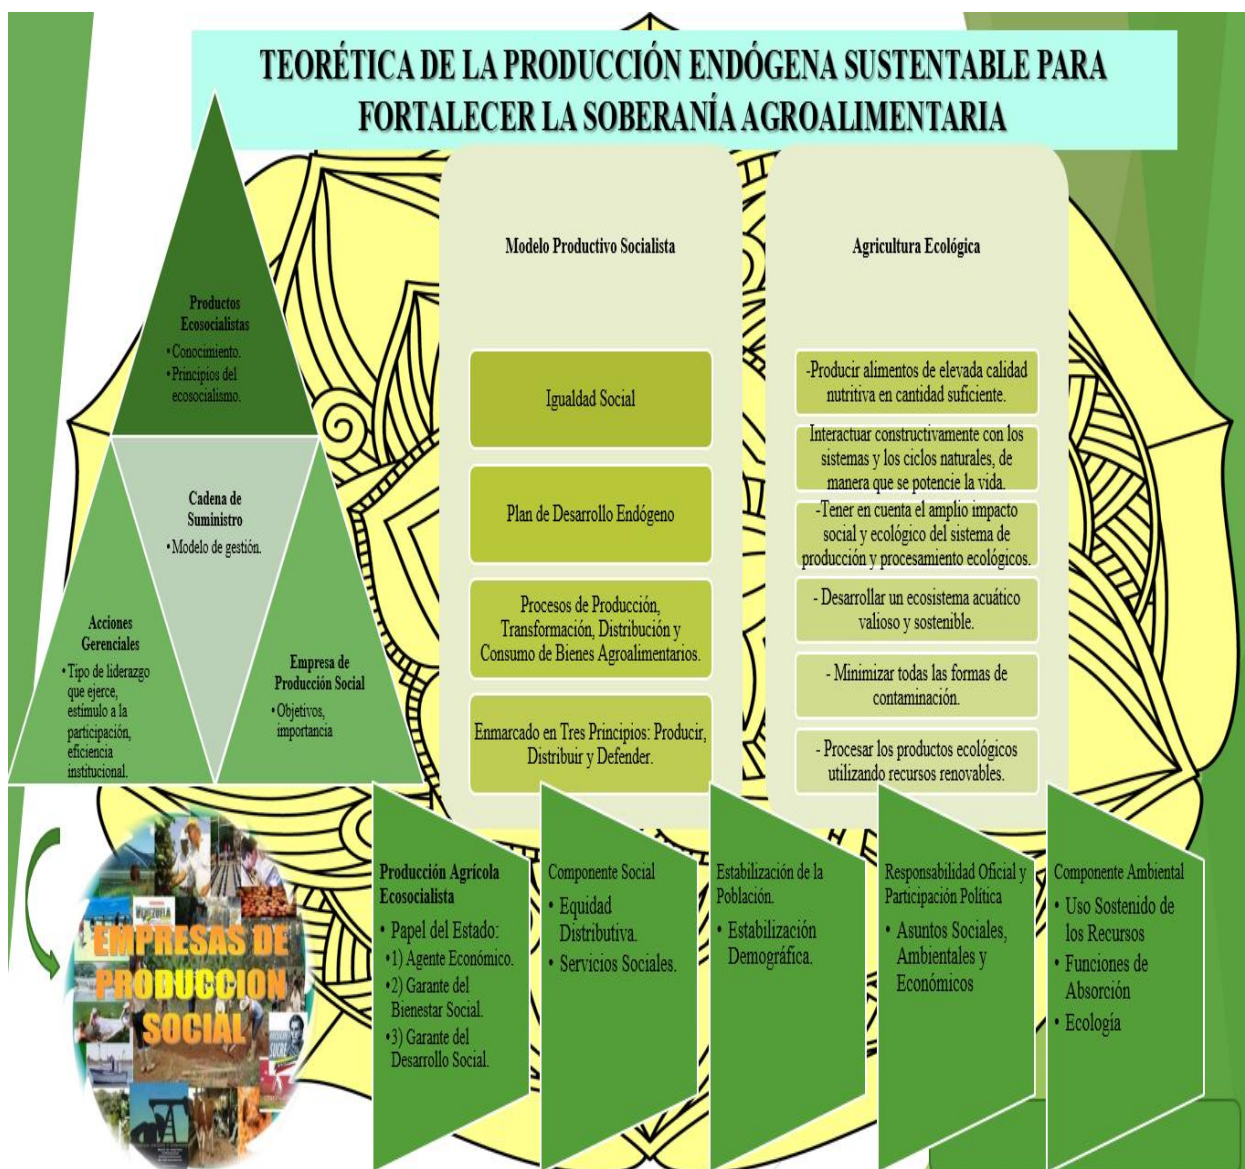 TEORÉTICA DE LA PRODUCCIÓN ENDÓGENA SUSTENTABLE PARA
FORTALECER LA SOBERANÍA AGROALIMENTARIA
Productos
Ecosocialistas
• Conocimiento.
• Principios del
ecosocialismo.
Cadena de
Suministro
• Modelo de gestión.
Acciones
Gerenciales
• Tipo de liderazgo
que ejerce,
estímulo a la
participación,
eficiencia
institucional.
Empresa de
Producción Social
• Objetivos,
importancia
Modelo Productivo Socialista
Igualdad Social
Plan de Desarrollo Endógeno
Procesos de Producción,
Transformación, Distribución y
Consumo de Bienes Agroalimentarios.
Enmarcado en Tres Principios: Producir,
Distribuir y Defender.
Agricultura Ecológica
-Producir alimentos de elevada calidad
nutritiva en cantidad suficiente.
Interactuar constructivamente con los
sistemas y los ciclos naturales, de
manera que se potencie la vida.
-Tener en cuenta el amplio impacto
social y ecológico del sistema de
producción y procesamiento ecológicos.
- Desarrollar un ecosistema acuático
valioso y sostenible.
- Minimizar todas las formas de
contaminación.
- Procesar los productos ecológicos
utilizando recursos renovables.
VENEZUELA
EMPRESAS DE
PRODUCCION
SOCIAL
SUCRE
Producción Agrícola
Ecosocialista
• Papel del Estado:
•1) Agente Económico.
•2) Garante del
Bienestar Social.
•3) Garante del
Desarrollo Social.
Componente Social
• Equidad
Distributiva.
• Servicios Sociales.
Estabilización de la
Población.
• Estabilización
Demográfica.
Responsabilidad Oficial y
Participación Política
• Asuntos Sociales,
Ambientales y
Económicos
Componente Ambiental
• Uso Sostenido de
los Recursos
• Funciones de
Absorción
• Ecología